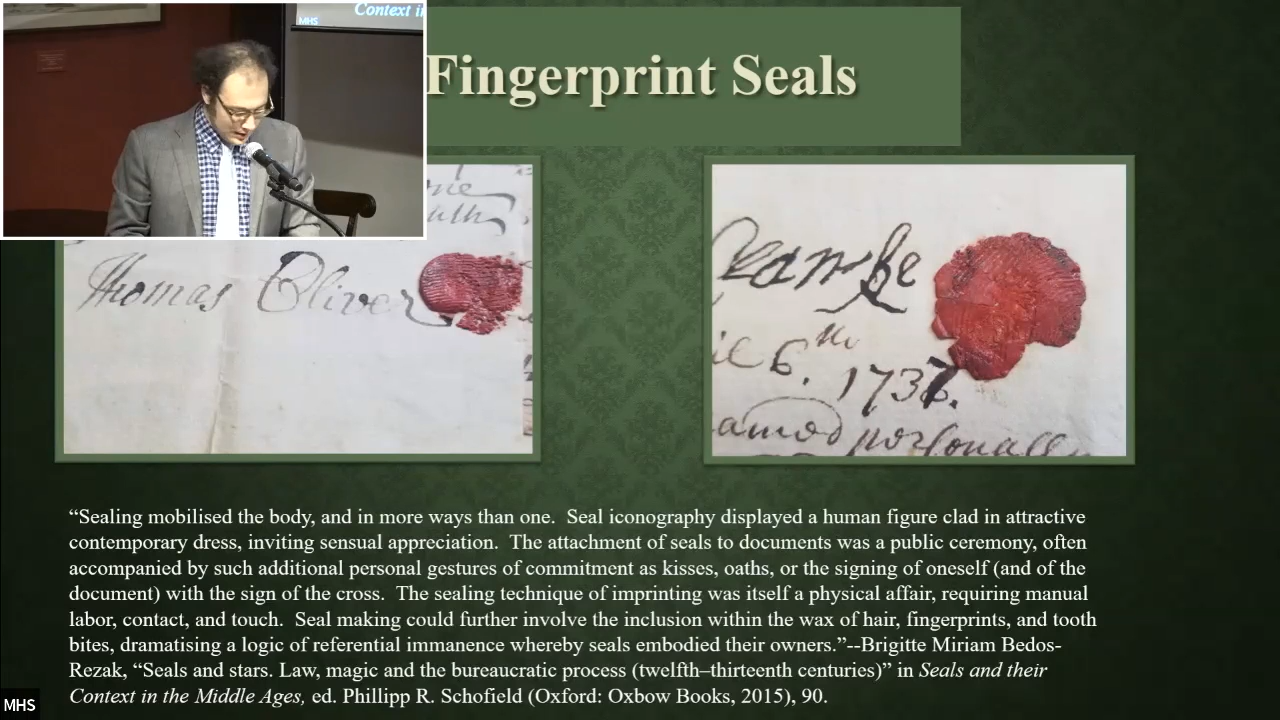 MHS
Context i
Fingerprint Seals
Thomas Oliver
6.
1737.
“Sealing mobilised the body, and in more ways than one.  Seal iconography displayed a human figure clad in attractive
contemporary dress, inviting sensual appreciation.  The attachment of seals to documents was a public ceremony, often
accompanied by such additional personal gestures of commitment as kisses, oaths, or the signing of oneself (and of the
document) with the sign of the cross.  The sealing technique of imprinting was itself a physical affair, requiring manual
labor, contact, and touch.  Seal making could further involve the inclusion within the wax of hair, fingerprints, and tooth
bites, dramatising a logic of referential immanence whereby seals embodied their owners.”--Brigitte Miriam Bedos-
Rezak, “Seals and stars. Law, magic and the bureaucratic process (twelfth–thirteenth centuries)” in Seals and their
Context in the Middle Ages, ed. Phillipp R. Schofield (Oxford: Oxbow Books, 2015), 90.
MHS